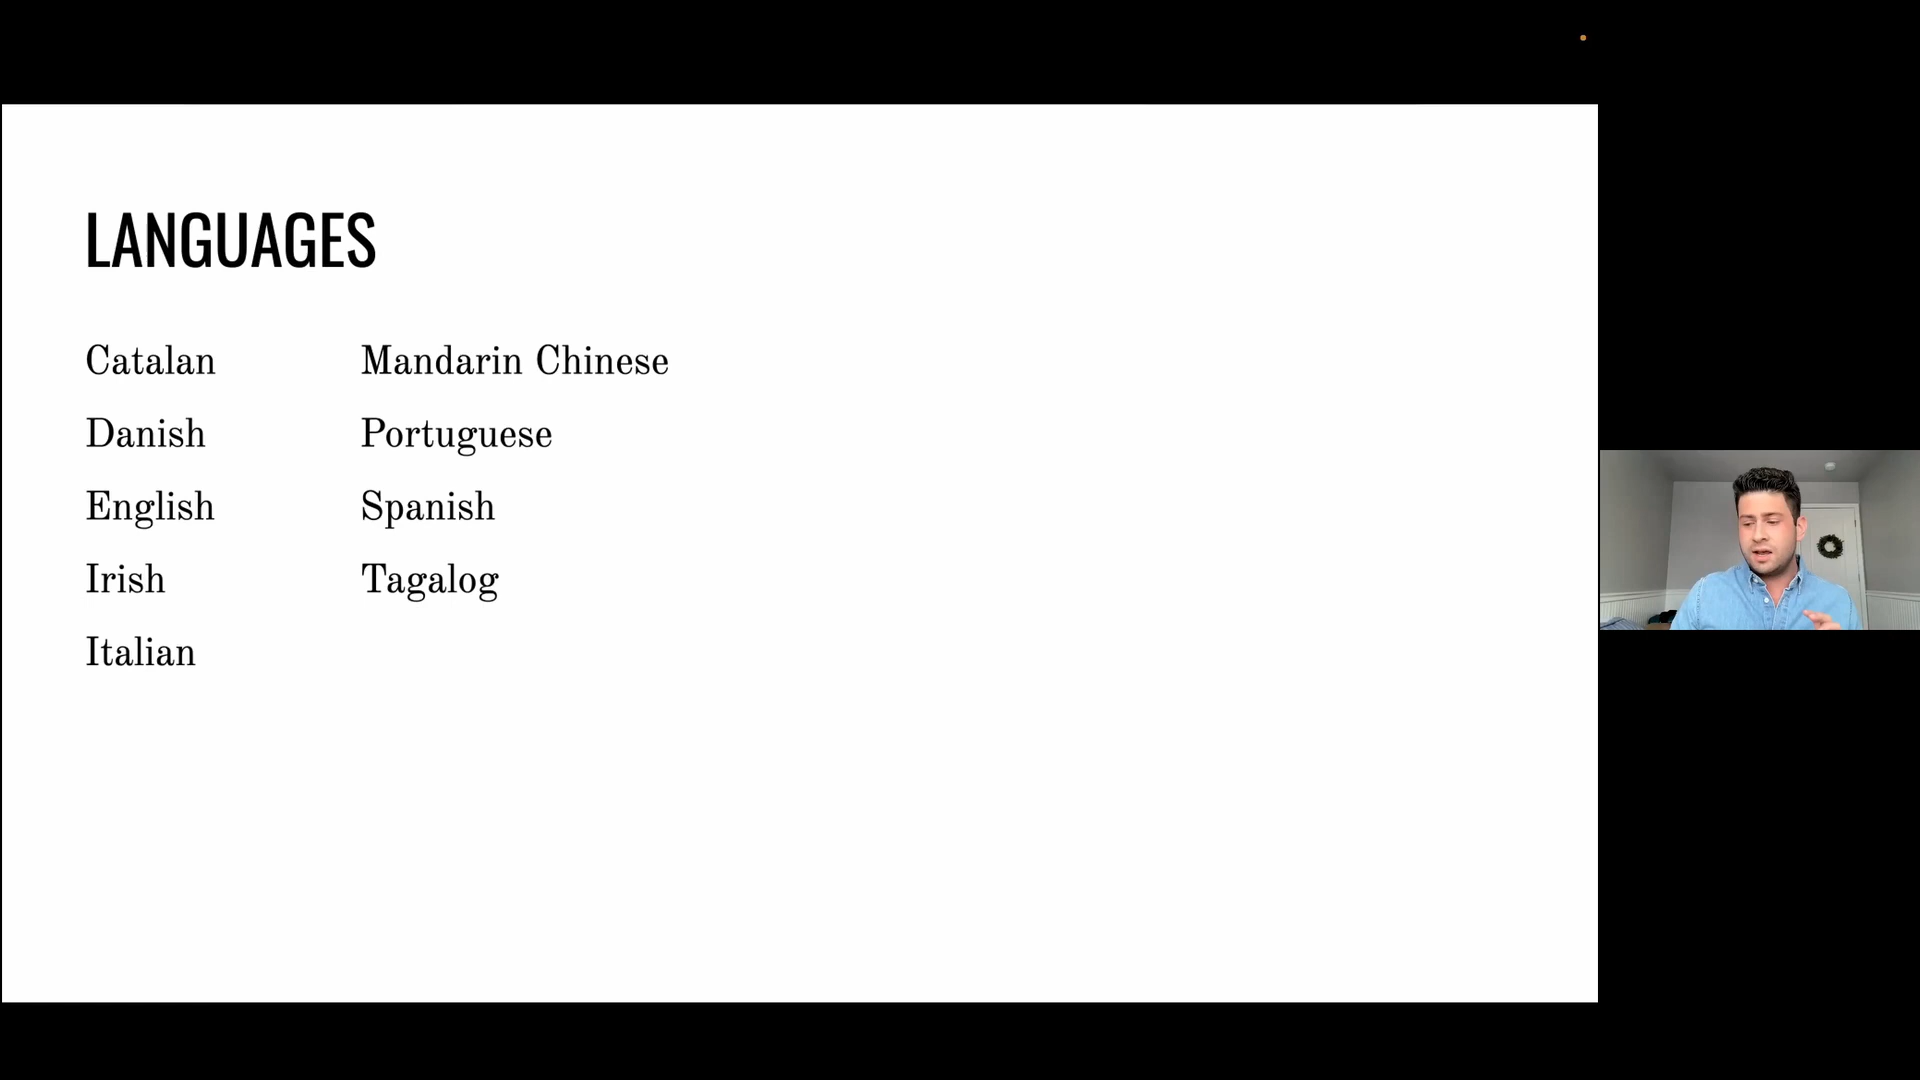 LANGUAGES
Catalan
Danish
English
Irish
Italian
Mandarin Chinese
Portuguese
Spanish
Tagalog